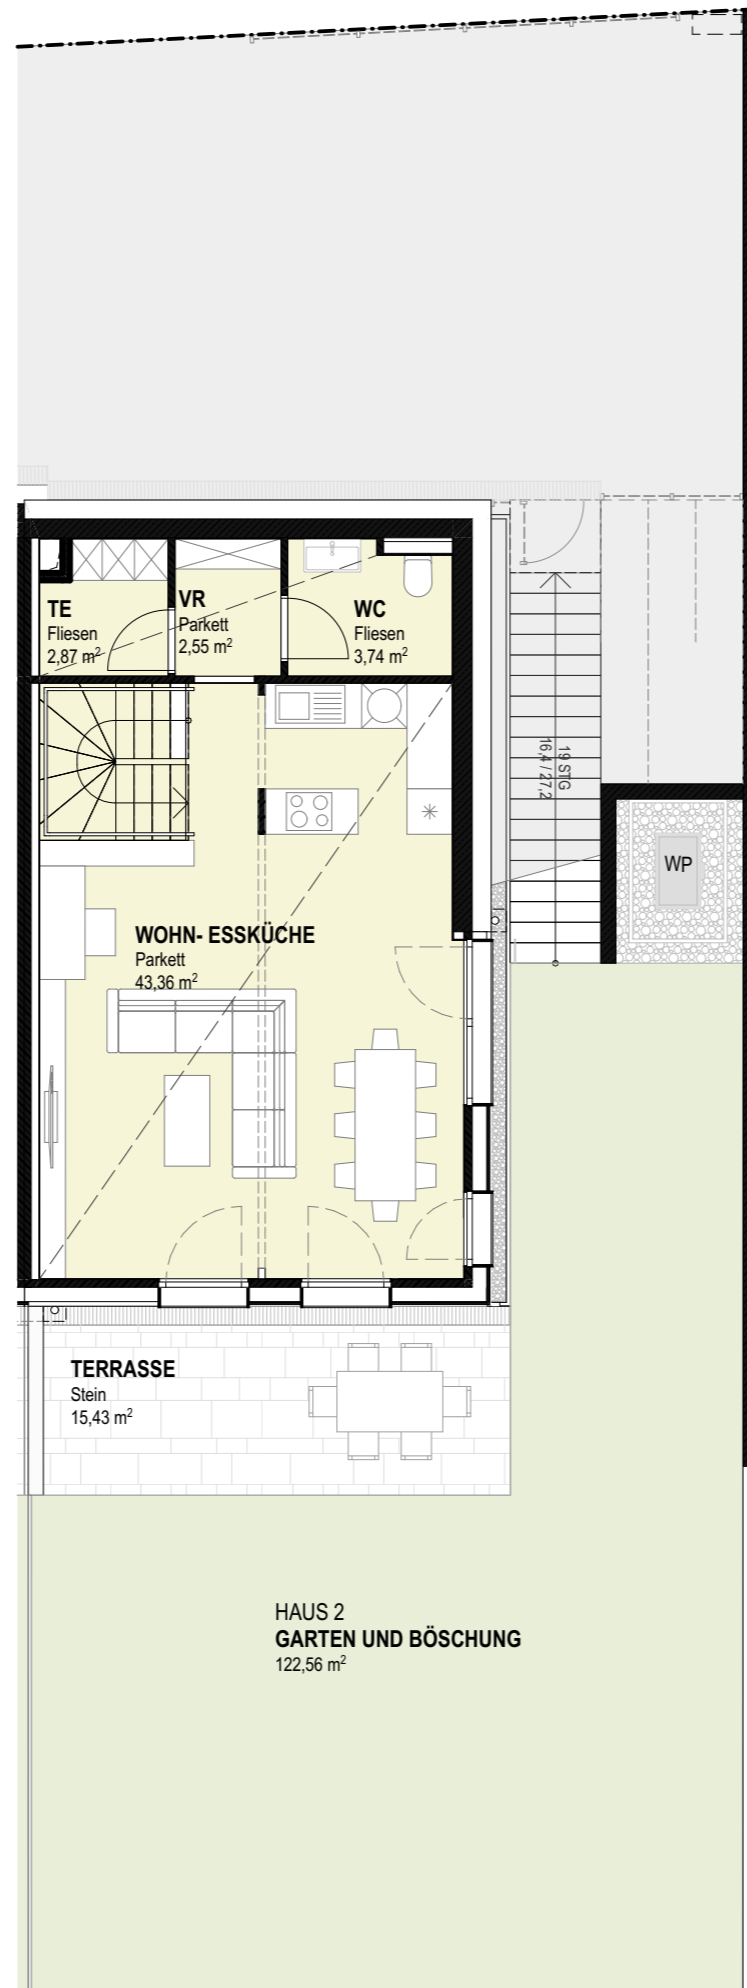 TE
Fliesen
2,87 m²
VR
Parkett
2,55 m²
WC
Fliesen
3,74 m²
19 STG
16,4 / 27,2
WP
WOHN- ESSKÜCHE
Parkett
43,36 m²
TERRASSE
Stein
15,43 m²
HAUS 2
GARTEN UND BÖSCHUNG
122,56 m²